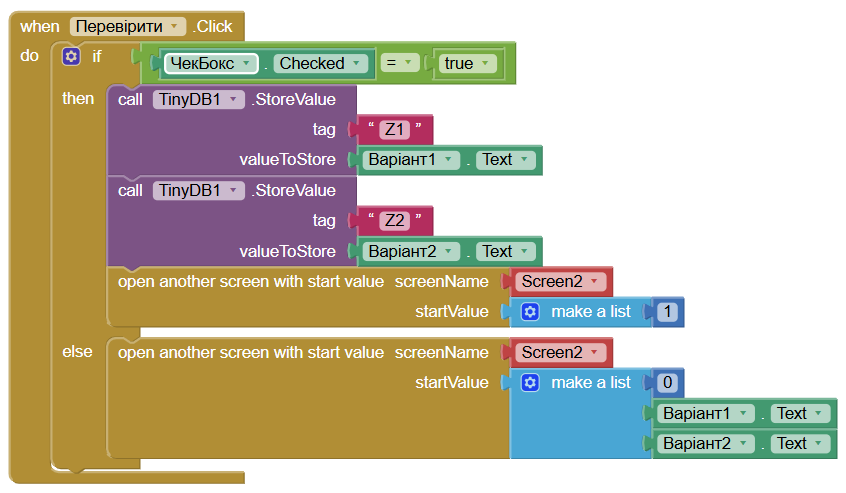 when Перевірити .Click
do if ЧекБокс . Checked = true
then call TinyDB1 .StoreValue
tag “ Z1 ”
valueToStore Варіант1 . Text
call TinyDB1 .StoreValue
tag “ Z2 ”
valueToStore Варіант2 . Text
open another screen with start value screenName Screen2
startValue make a list 1
else open another screen with start value screenName Screen2
startValue make a list 0
Варіант1 . Text
Варіант2 . Text